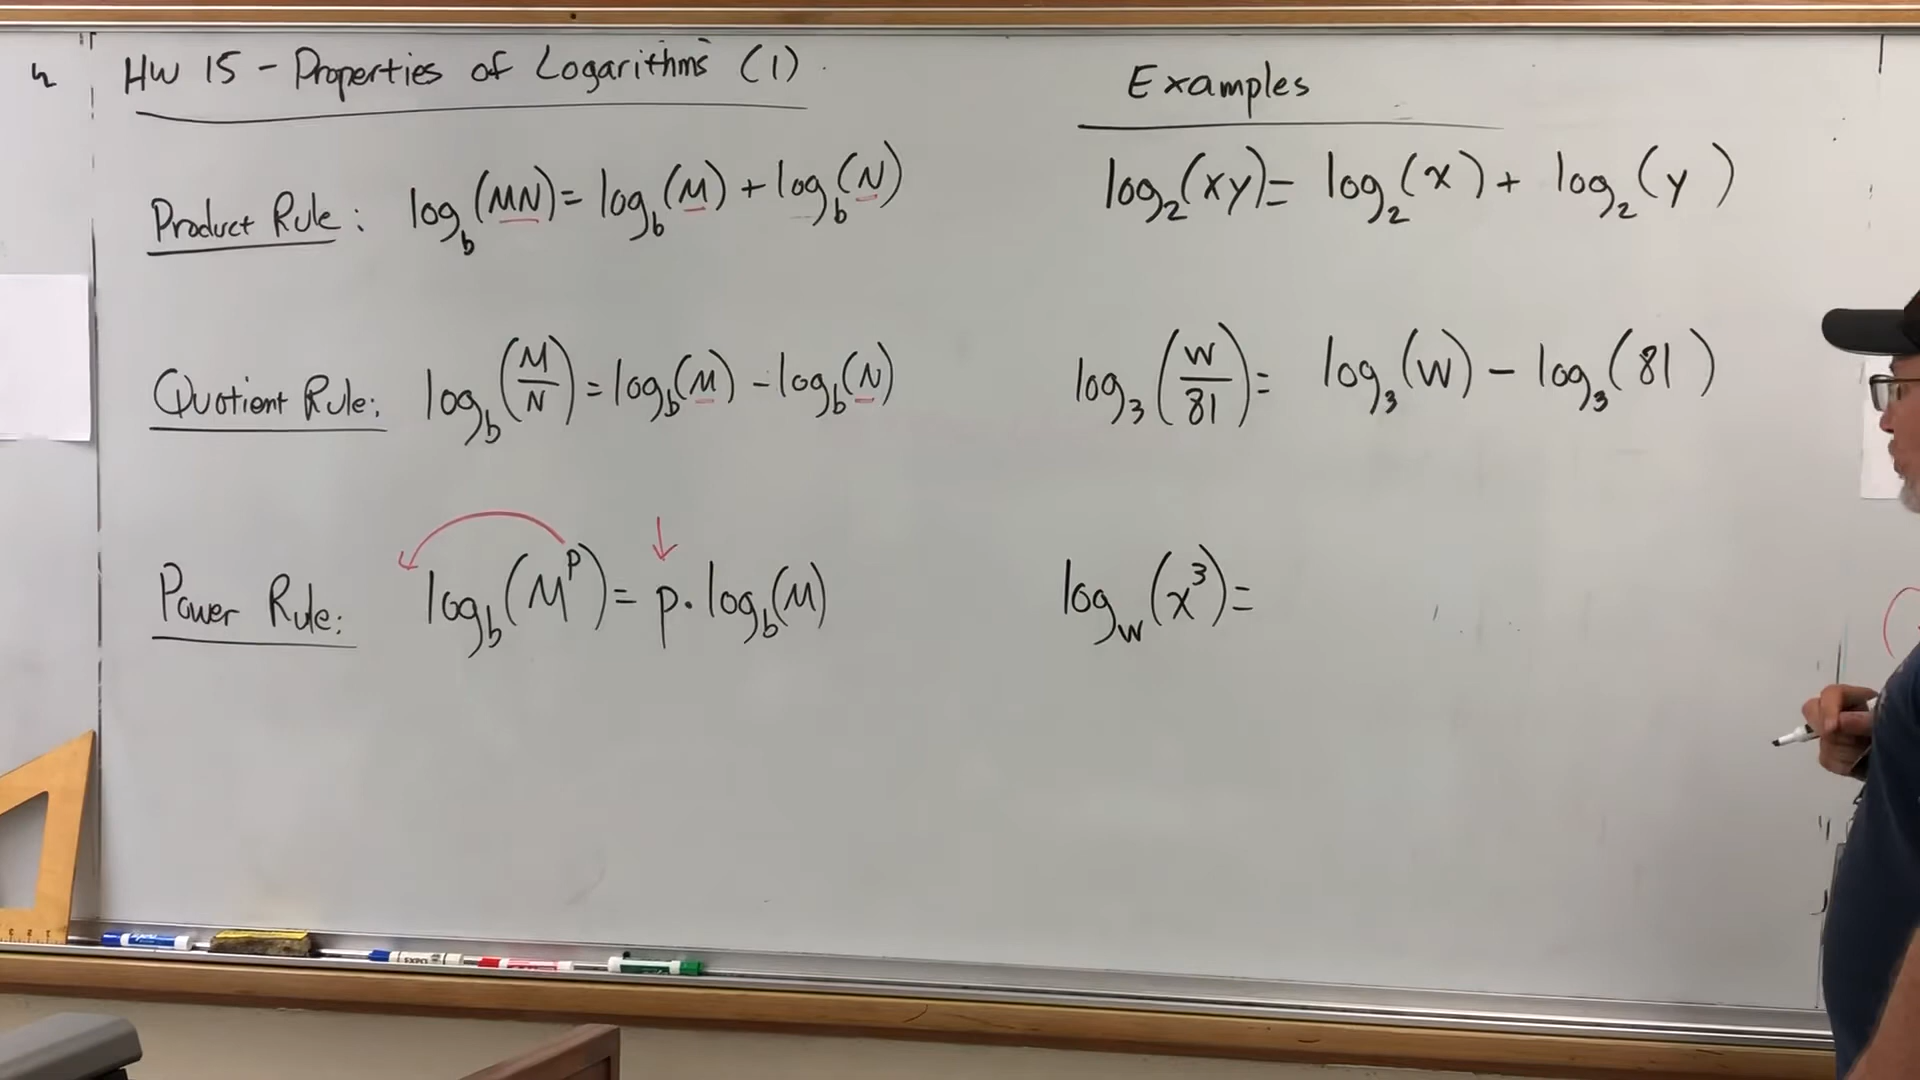 HW 15 - Properties of Logarithms (1)
Product Rule: log_b(MN) = log_b(M) + log_b(N)
Quotient Rule: log_b(M/N) = log_b(M) - log_b(N)
Power Rule: log_b(M^p) = p · log_b(M)
Examples
log_2(xy) = log_2(x) + log_2(y)
log_3(w/81) = log_3(w) - log_3(81)
log_w(x^3) =